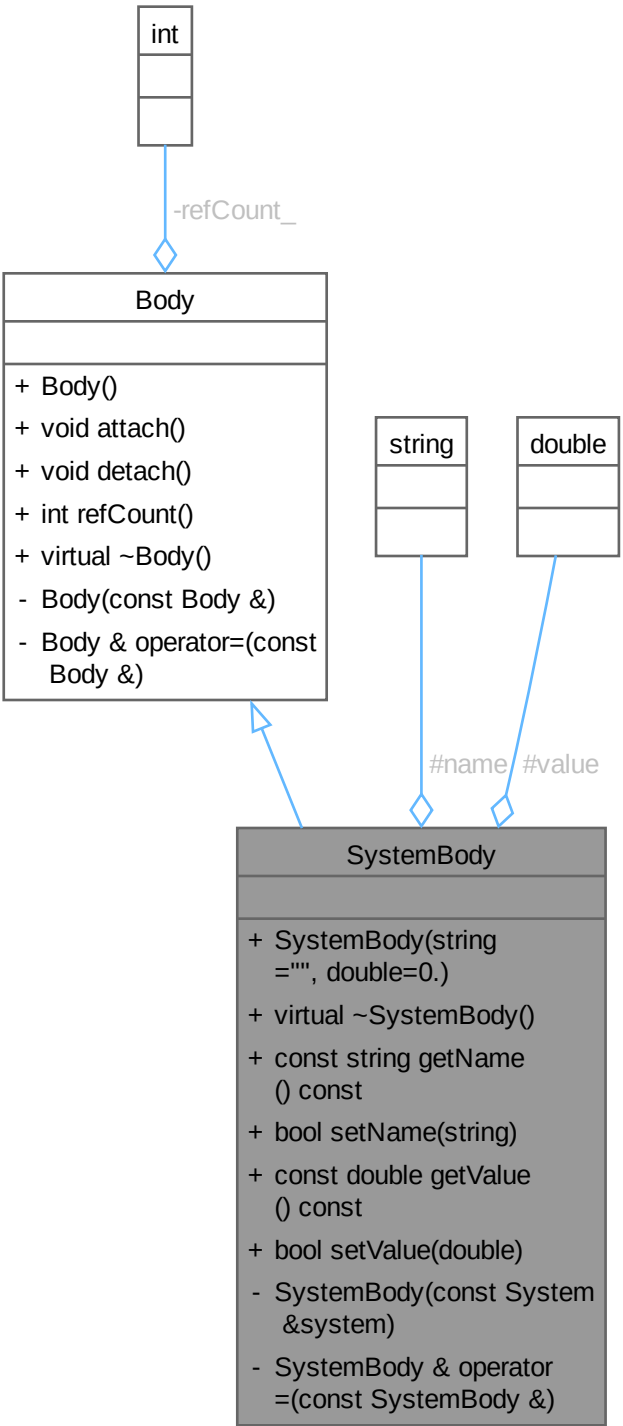 int
-refCount_
Body
+ Body()
+ void attach()
+ void detach()
+ int refCount()
+ virtual ~Body()
- Body(const Body &)
- Body & operator=(const
Body &)
string
double
#name
#value
SystemBody
+ SystemBody(string
="", double=0.)
+ virtual ~SystemBody()
+ const string getName
() const
+ bool setName(string)
+ const double getValue
() const
+ bool setValue(double)
- SystemBody(const System
&system)
- SystemBody & operator
=(const SystemBody &)